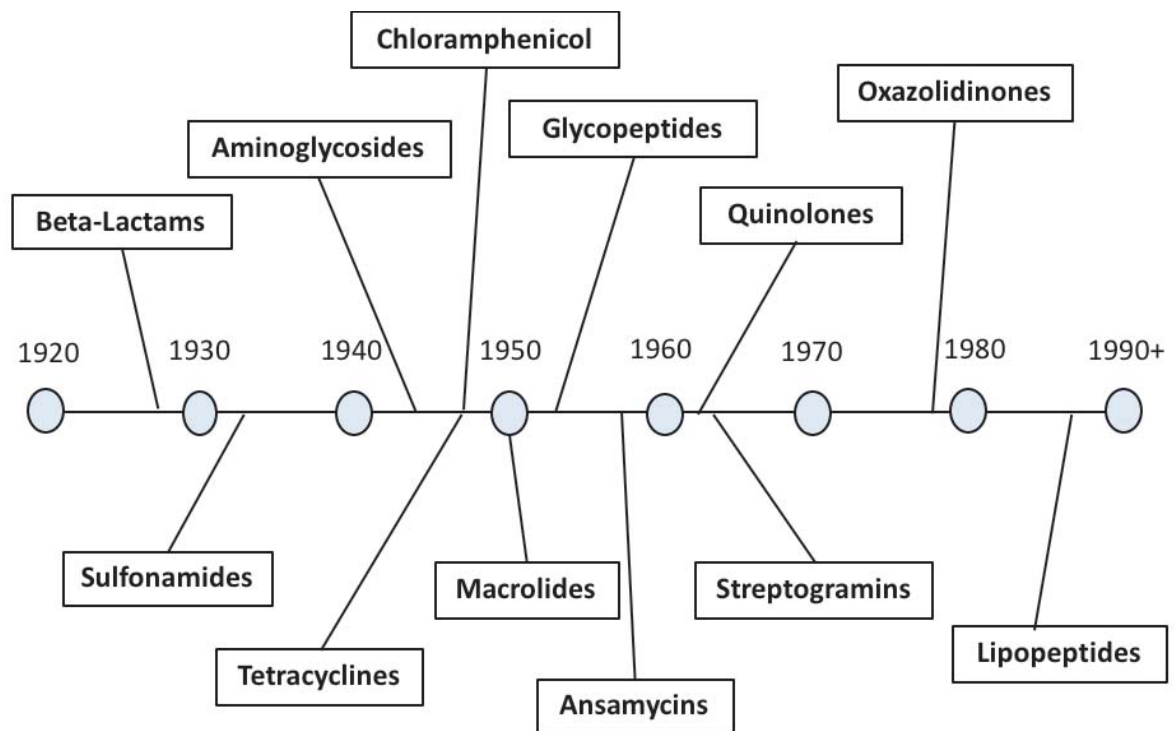 Chloramphenicol
Oxazolidinones
Glycopeptides
Aminoglycosides
Quinolones
Beta-Lactams
1920
1930
1940
1950
1960
1970
1980
1990+
Sulfonamides
Macrolides
Streptogramins
Lipopeptides
Tetracyclines
Ansamycins